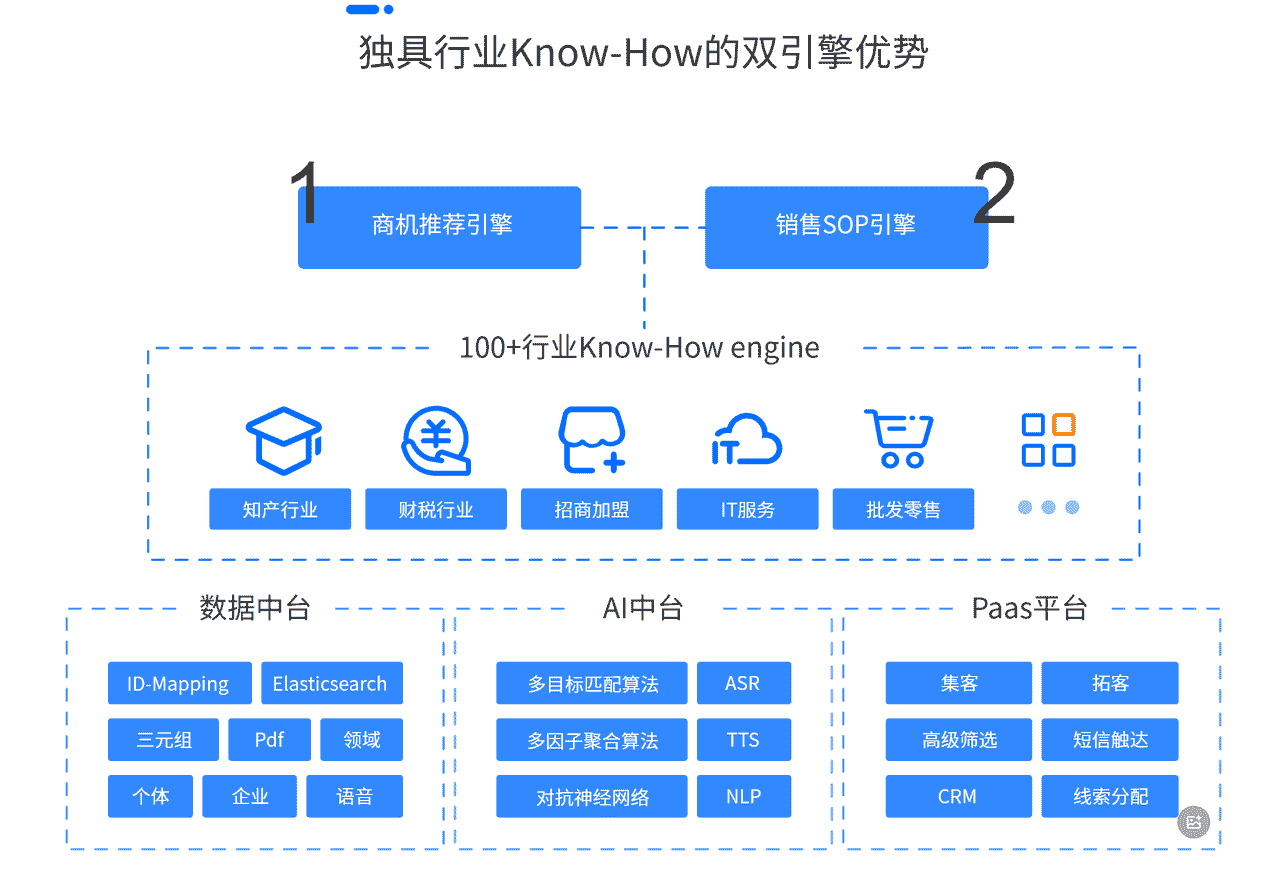 独具行业Know-How的双引擎优势
1
商机推荐引擎
销售SOP引擎
2
100+行业Know-How engine
IT
知产行业
财税行业
招商加盟
IT服务
批发零售
数据中台
AI中台
Paas平台
ID-Mapping
Elasticsearch
三元组
Pdf
领域
个体
企业
语音
多目标匹配算法
ASR
多因子聚合算法
TTS
对抗神经网络
NLP
集客
拓客
高级筛选
短信触达
CRM
线索分配